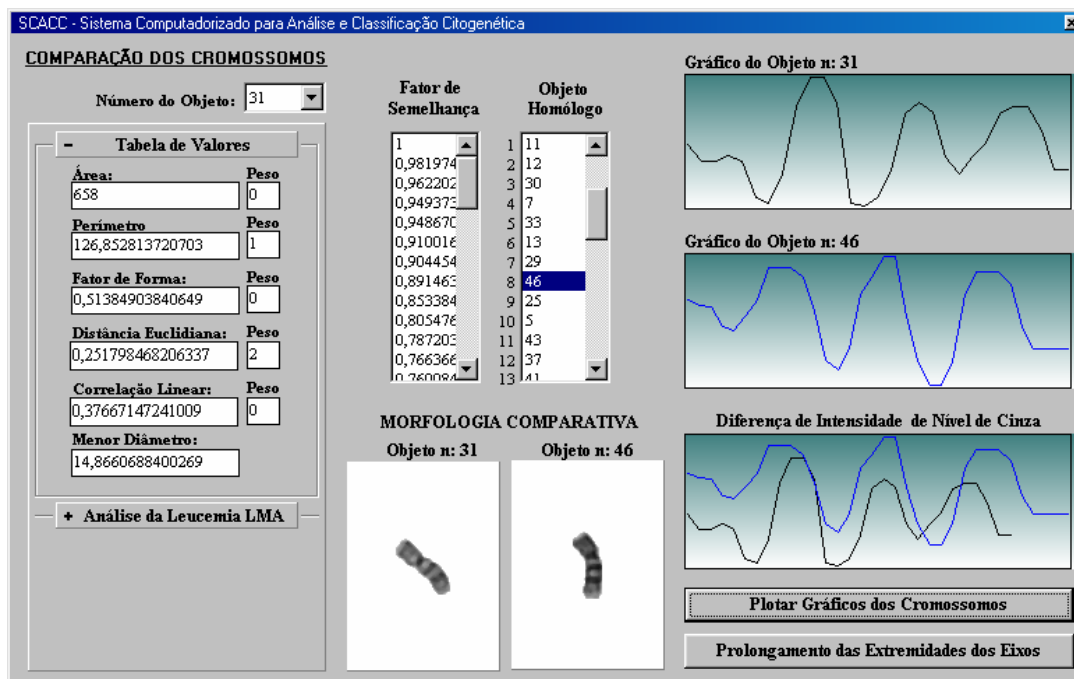 SCACC - Sistema Computadorizado para Análise e Classificação Citogenética
COMPARAÇÃO DOS CROMOSSOMOS
Número do Objeto: 31
Tabela de Valores
Área: Peso
658 0
Perímetro Peso
126,852813720703 1
Fator de Forma: Peso
0,51384903840649 0
Distância Euclidiana: Peso
0,251798468206337 2
Correlação Linear: Peso
0,37667147241009 0
Menor Diâmetro:
14,8660688400269
+ Análise da Leucemia LMA
Fator de Semelhança
Objeto Homólogo
1 1 11
0,981974 2 12
0,962202 3 30
0,949373 4 7
0,948670 5 33
0,910016 6 13
0,904454 7 29
0,891463 8 46
0,853384 9 25
0,805476 10 5
0,787203 11 43
0,766366 12 37
0,760084 13 41
MORFOLOGIA COMPARATIVA
Objeto n: 31
Objeto n: 46
Gráfico do Objeto n: 31
Gráfico do Objeto n: 46
Diferença de Intensidade de Nível de Cinza
Plotar Gráficos dos Cromossomos
Prolongamento das Extremidades dos Eixos